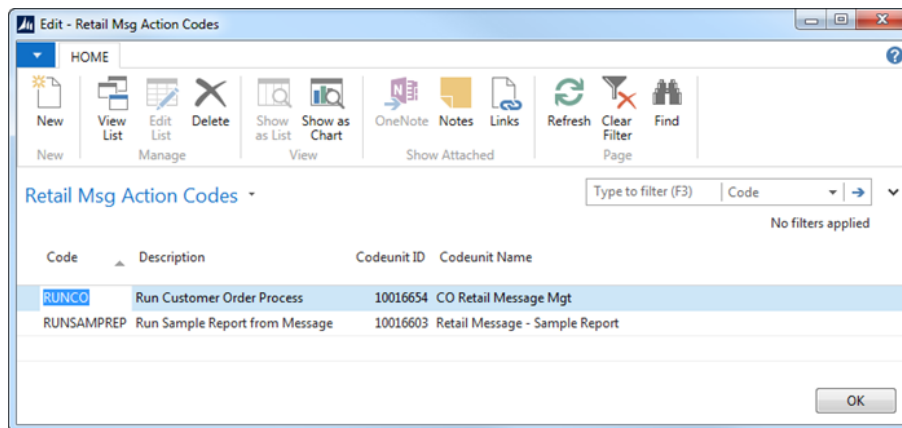 Edit - Retail Msg Action Codes
HOME
New
View List
Edit List
Delete
Show as List
Show as Chart
OneNote
Notes
Links
Refresh
Clear Filter
Find
New
Manage
View
Show Attached
Page
Retail Msg Action Codes
Type to filter (F3)
Code
No filters applied
Code Description Codeunit ID Codeunit Name
RUNCO Run Customer Order Process 10016654 CO Retail Message Mgt
RUNSAMPREP Run Sample Report from Message 10016603 Retail Message - Sample Report
OK